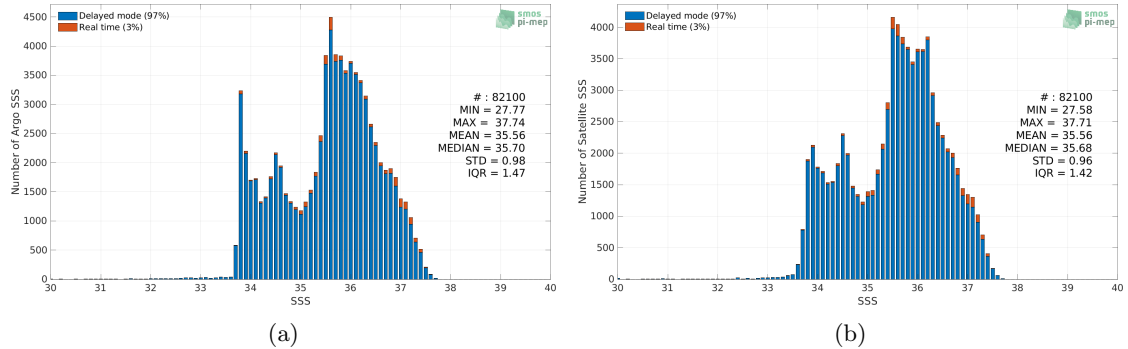 Delayed mode (97%)
Real time (3%)
smos
pi-mep
Number of Argo SSS
4500
4000
3500
3000
2500
2000
1500
1000
500
0
# : 82100
MIN = 27.77
MAX = 37.74
MEAN = 35.56
MEDIAN = 35.70
STD = 0.98
IQR = 1.47
30 31 32 33 34 35 36 37 38 39 40
SSS
(a)
Delayed mode (97%)
Real time (3%)
smos
pi-mep
Number of Satellite SSS
4000
3500
3000
2500
2000
1500
1000
500
0
# : 82100
MIN = 27.58
MAX = 37.71
MEAN = 35.56
MEDIAN = 35.68
STD = 0.96
IQR = 1.42
30 31 32 33 34 35 36 37 38 39 40
SSS
(b)